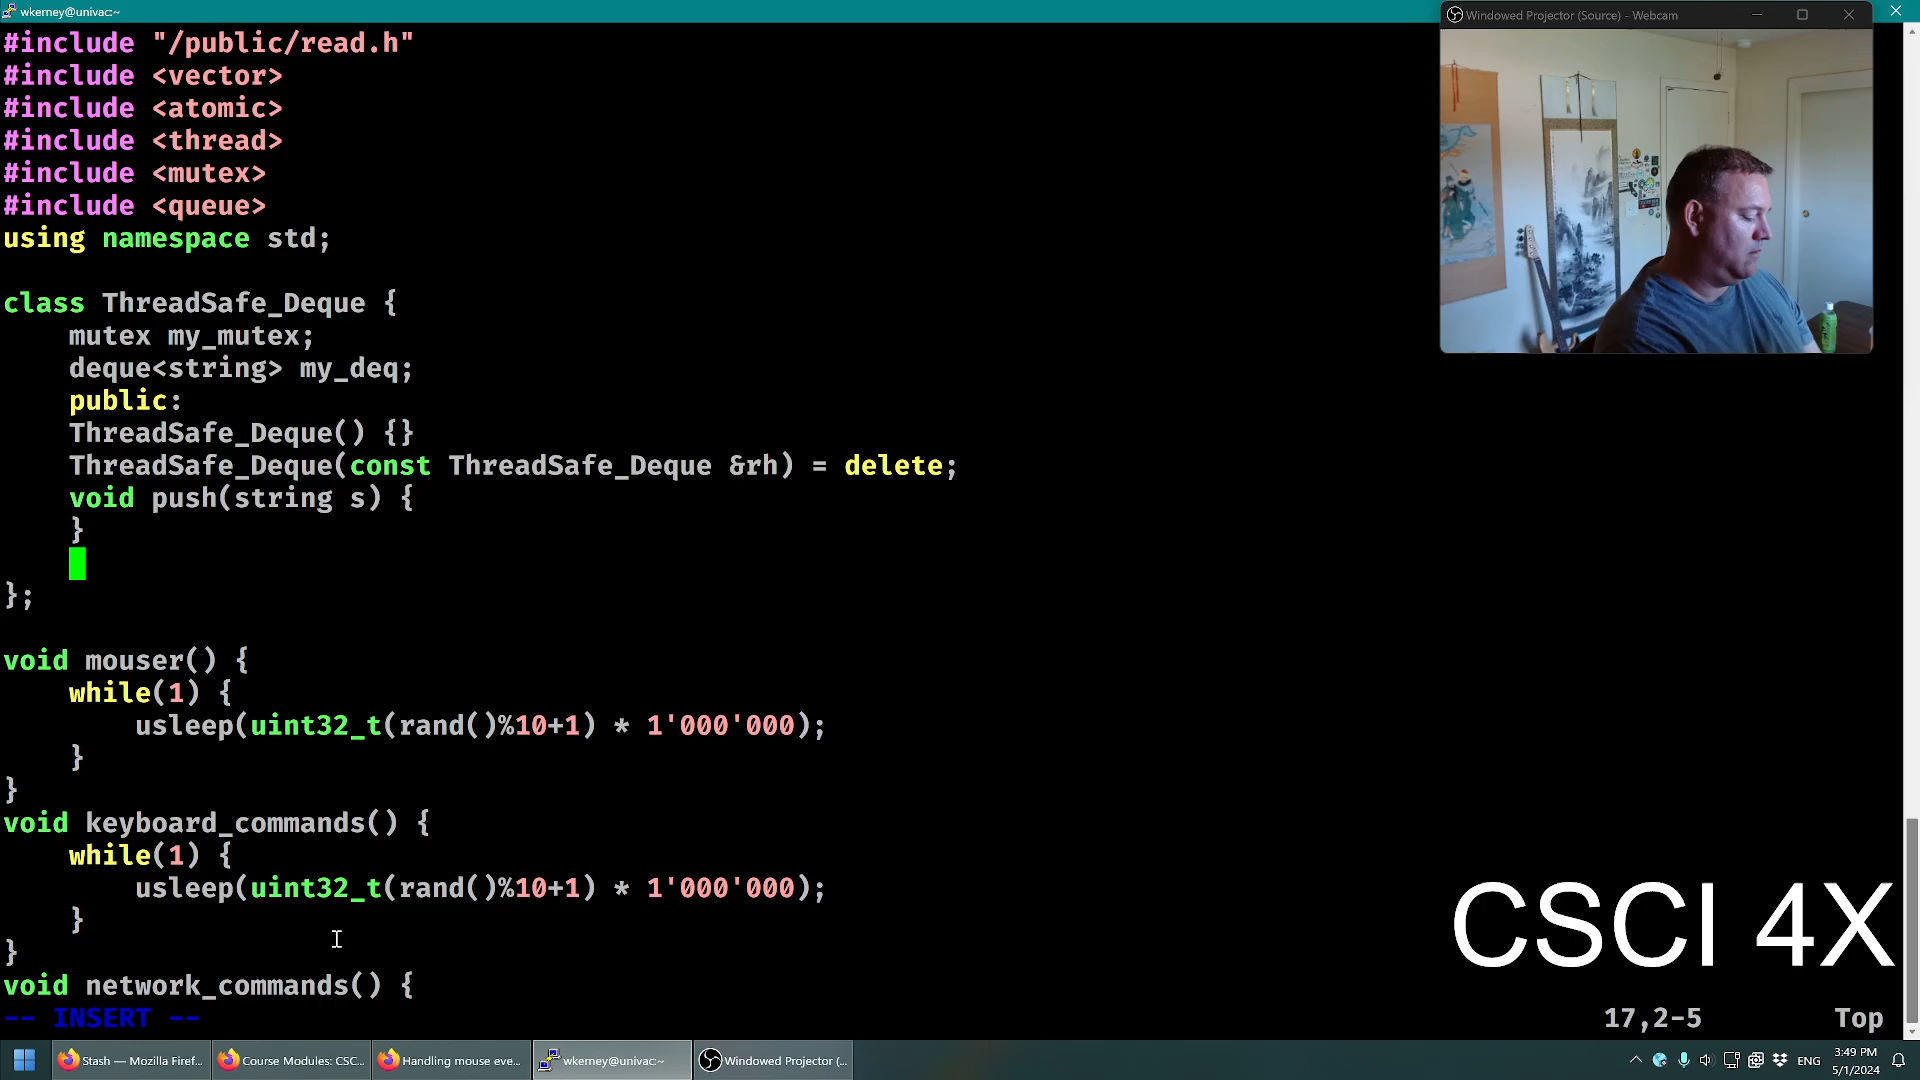 wkerney@univac:~
Windowed Projector (Source) - Webcam
#include "/public/read.h"
#include <vector>
#include <atomic>
#include <thread>
#include <mutex>
#include <queue>
using namespace std;
class ThreadSafe_Deque {
mutex my_mutex;
deque<string> my_deq;
public:
ThreadSafe_Deque() {}
ThreadSafe_Deque(const ThreadSafe_Deque &rh) = delete;
void push(string s) {
}
};
void mouser() {
while(1) {
usleep(uint32_t(rand()%10+1) * 1'000'000);
}
}
void keyboard_commands() {
while(1) {
usleep(uint32_t(rand()%10+1) * 1'000'000);
}
}
void network_commands() {
-- INSERT --
17,2-5
Top
CSCI 4X
Stash — Mozilla Firef...
Course Modules: CSC...
Handling mouse eve...
wkerney@univac:~
Windowed Projector (...
ENG
3:49 PM
5/1/2024